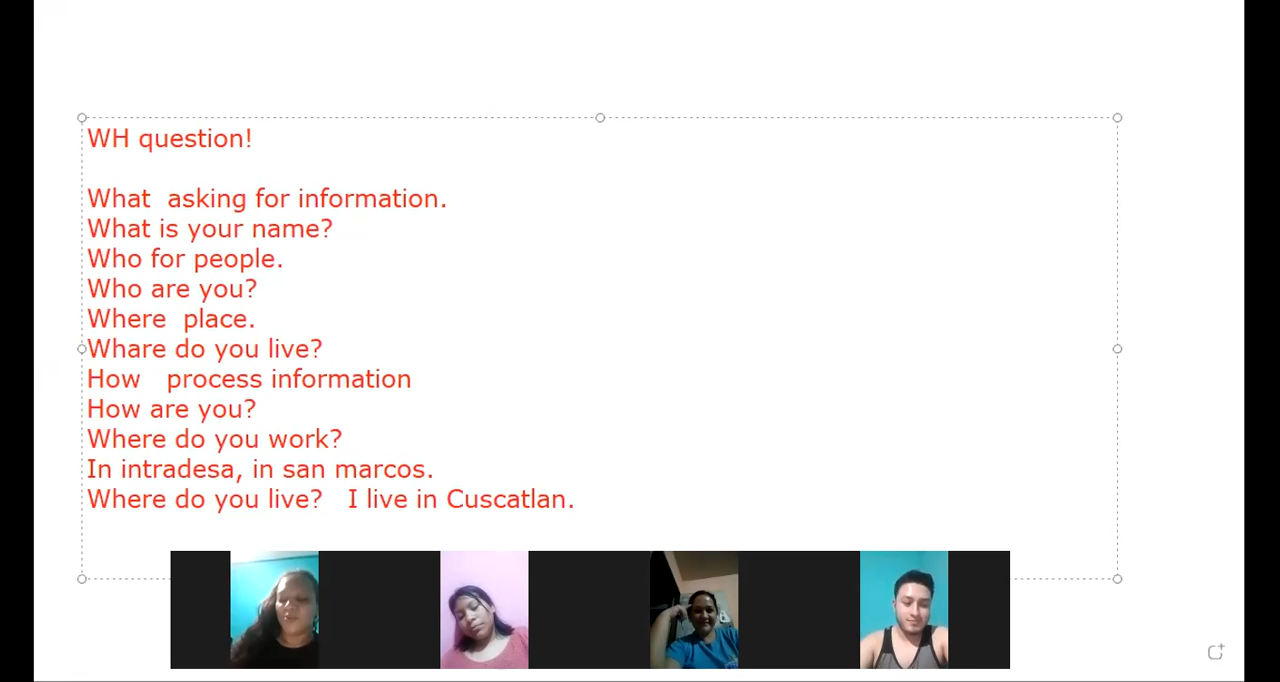 WH question!
What asking for information.
What is your name?
Who for people.
Who are you?
Where place.
Whare do you live?
How process information
How are you?
Where do you work?
In intradesa, in san marcos.
Where do you live? I live in Cuscatlan.